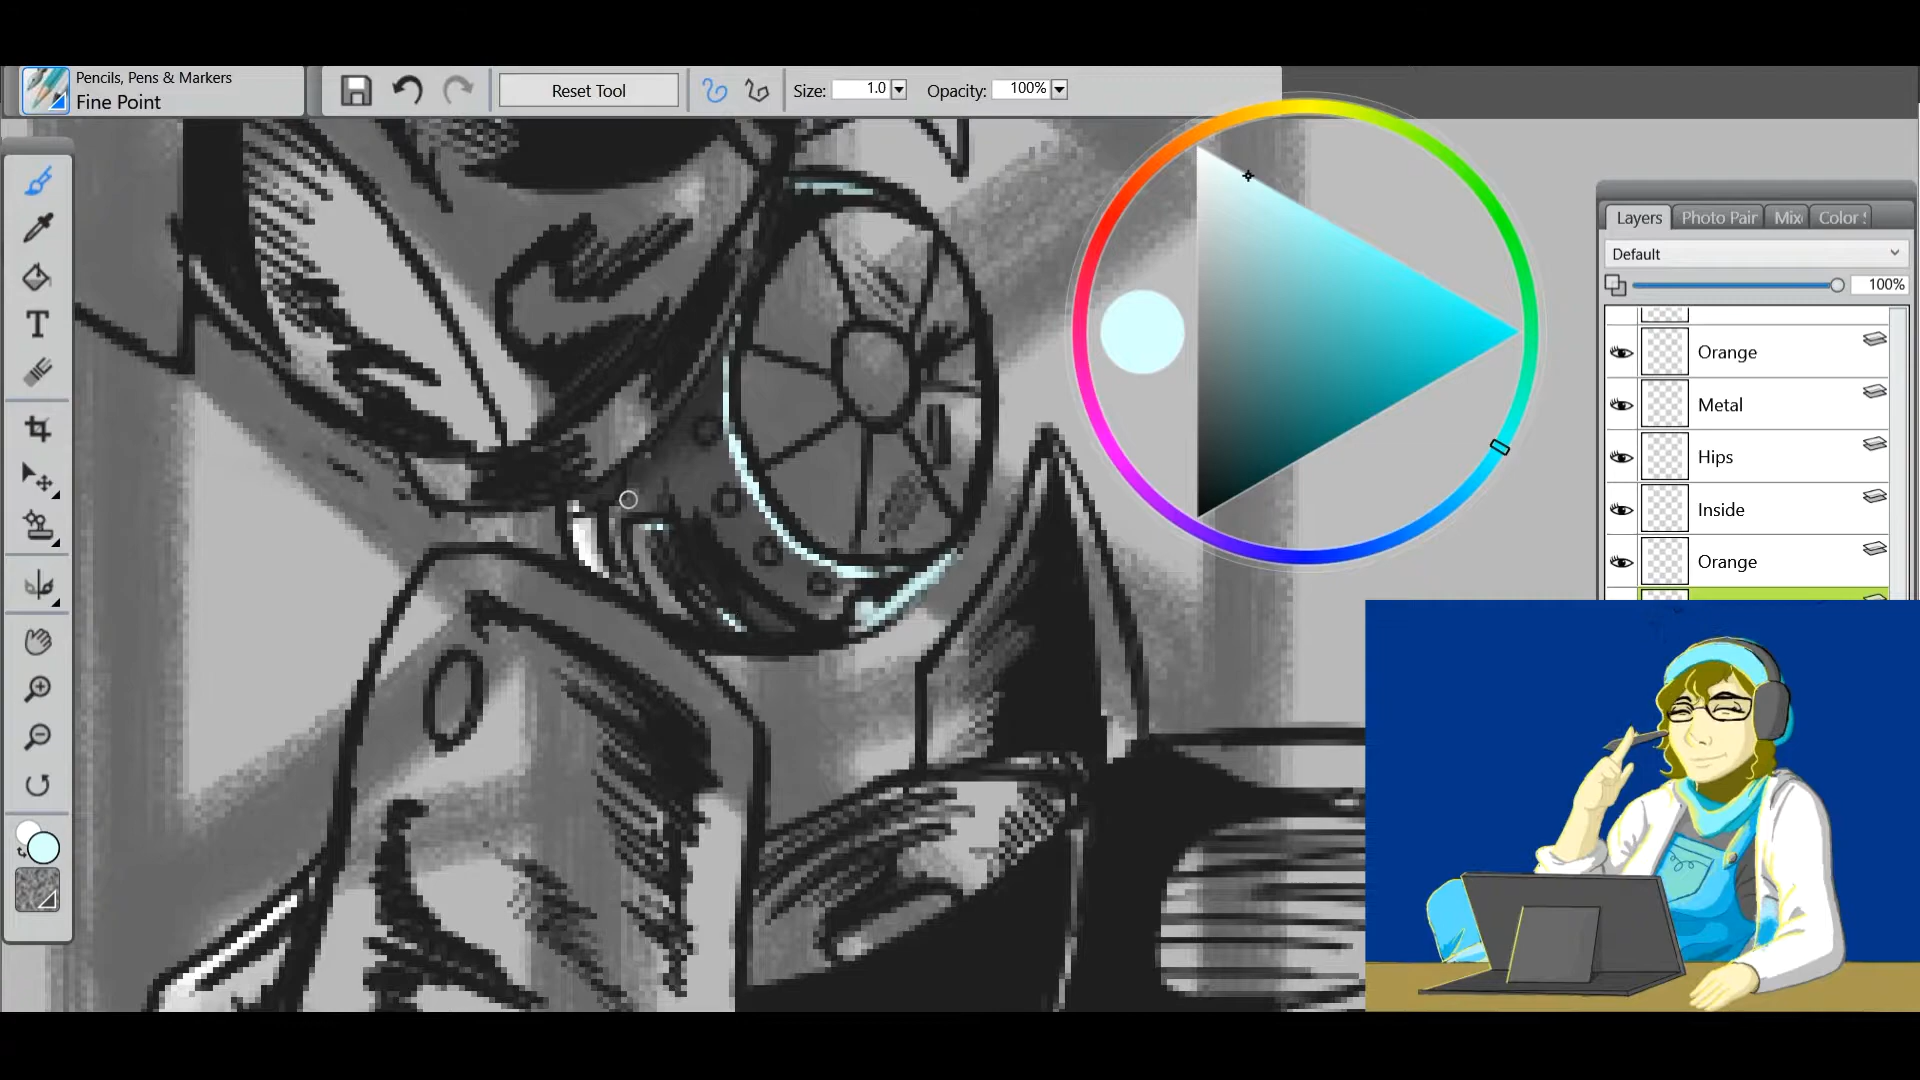 Pencils, Pens & Markers
Fine Point
Reset Tool
Size: 1.0
Opacity: 100%
T
Layers
Photo Pair
Mix
Color
Default
100%
Orange
Metal
Hips
Inside
Orange